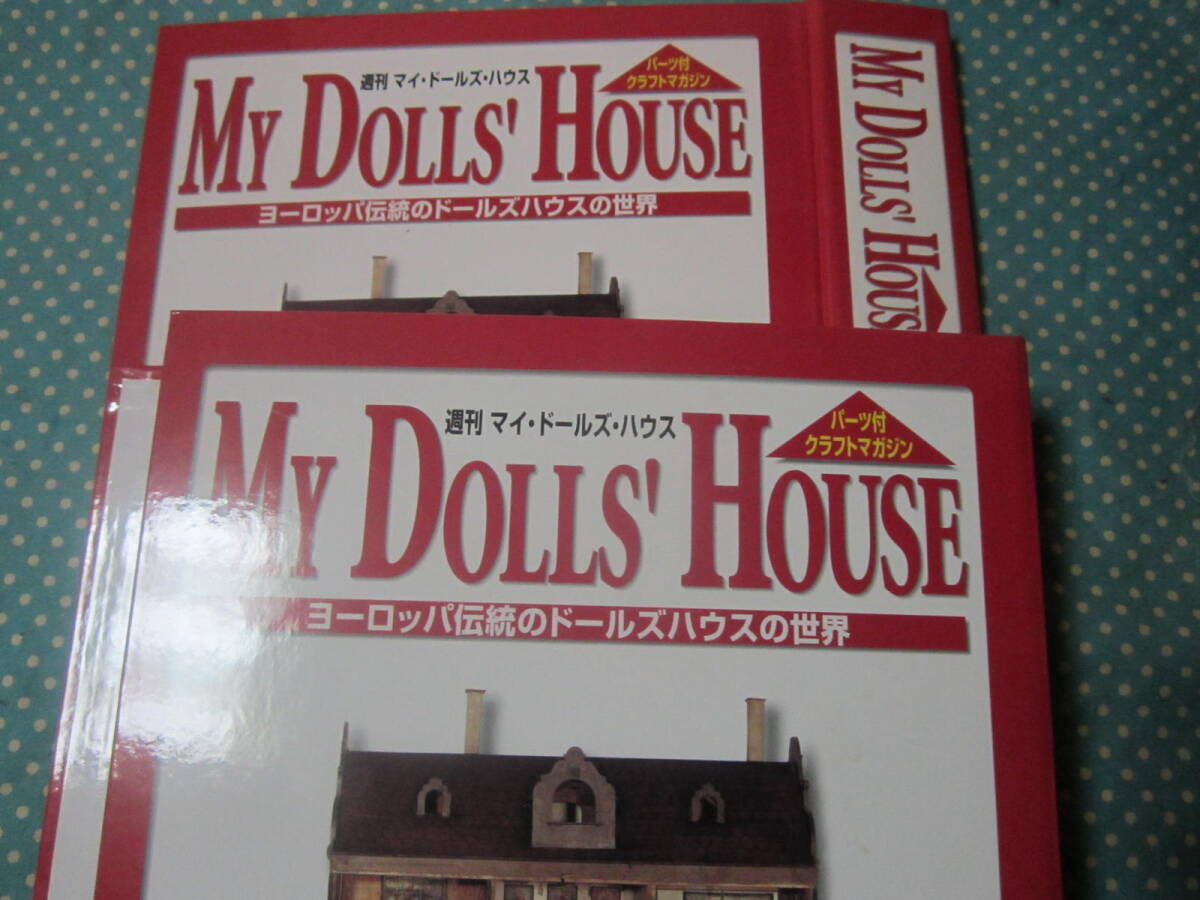 週刊 マイ・ドールズ・ハウス
パーツ付
クラフトマガジン
MY DOLLS' HOUSE
ヨーロッパ伝統のドールズハウスの世界
MY DOLLS' HOUS
週刊 マイ・ドールズ・ハウス
パーツ付
クラフトマガジン
MY DOLLS' HOUSE
ヨーロッパ伝統のドールズハウスの世界